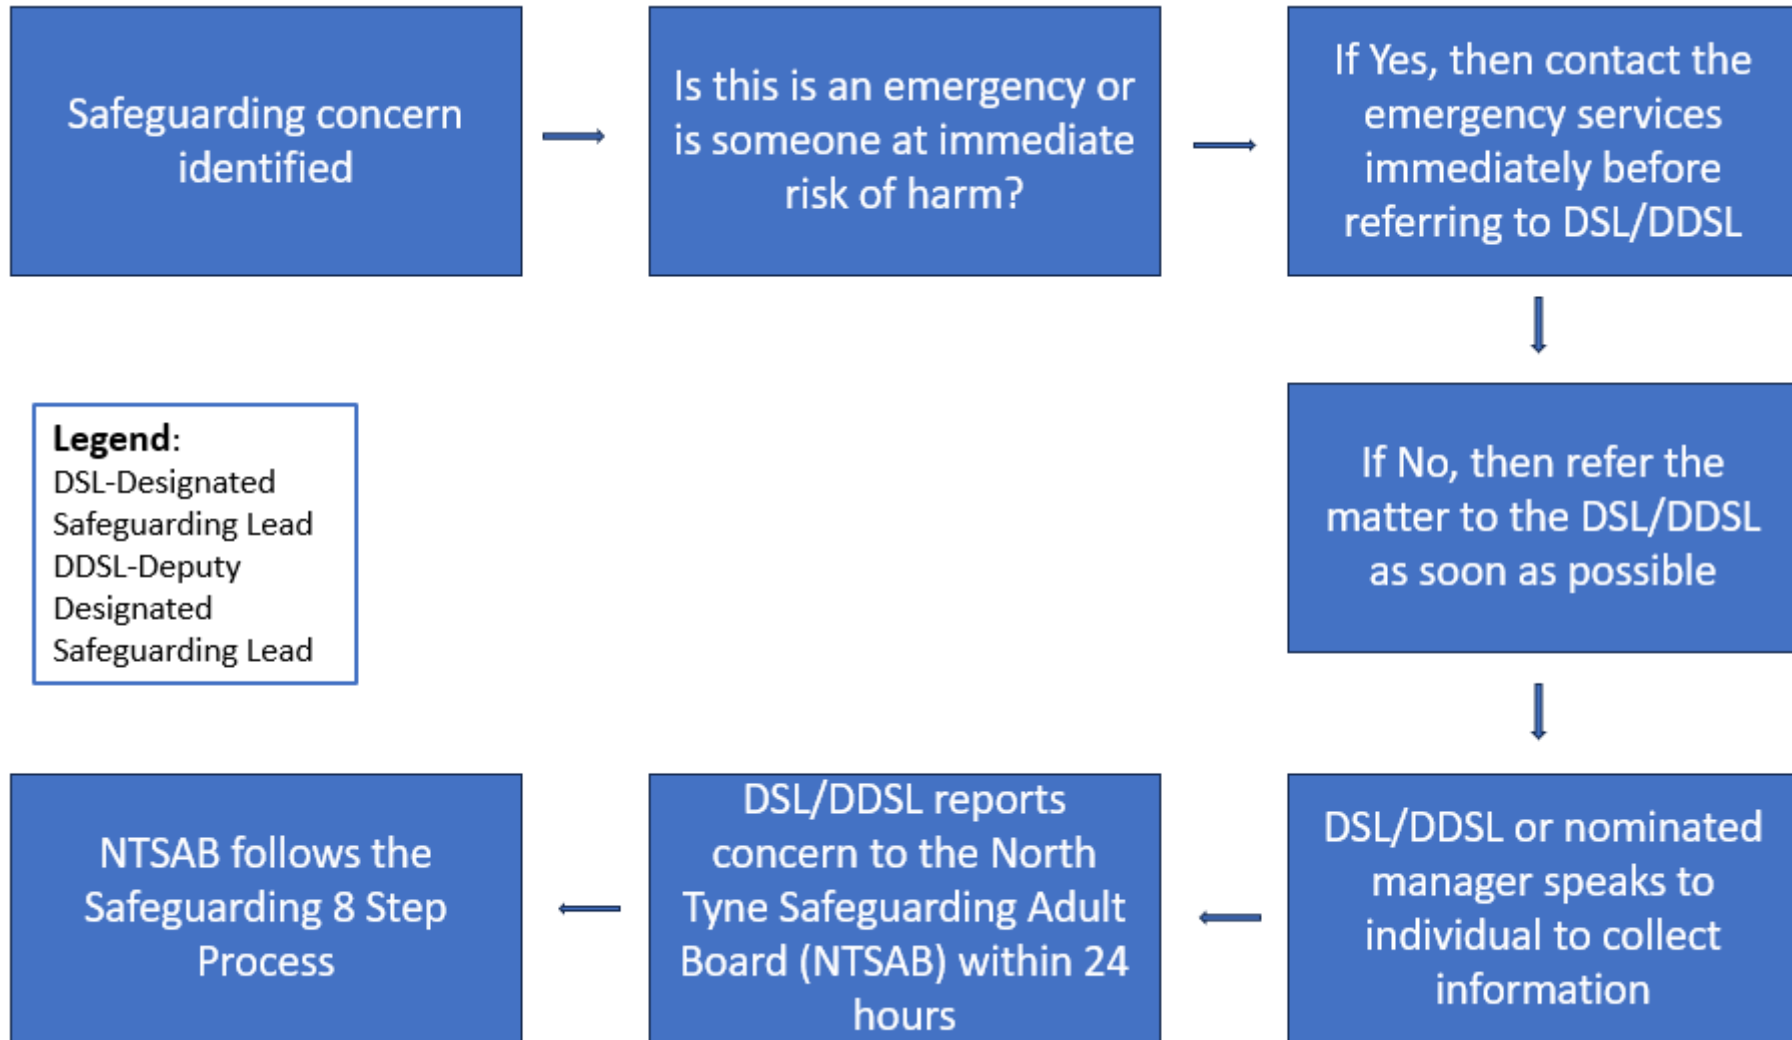 Safeguarding concern
identified
Is this is an emergency or
is someone at immediate
risk of harm?
If Yes, then contact the
emergency services
immediately before
referring to DSL/DDSL
Legend:
DSL-Designated
Safeguarding Lead
DDSL-Deputy
Designated
Safeguarding Lead
If No, then refer the
matter to the DSL/DDSL
as soon as possible
DSL/DDSL or nominated
manager speaks to
individual to collect
information
DSL/DDSL reports
concern to the North
Tyne Safeguarding Adult
Board (NTSAB) within 24
hours
NTSAB follows the
Safeguarding 8 Step
Process